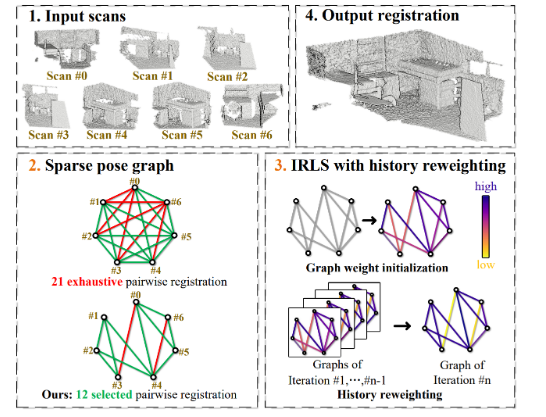 1. Input scans
Scan #0
Scan #1
Scan #2
Scan #3
Scan #4
Scan #5
Scan #6
4. Output registration
2. Sparse pose graph
#0
#1
#6
#2
#5
#3
#4
21 exhaustive pairwise registration
#0
#1
#6
#2
#5
#3
#4
Ours: 12 selected pairwise registration
3. IRLS with history reweighting
high
low
Graph weight initialization
Graphs of
Iteration #1,⋯,#n-1
Graph of
Iteration #n
History reweighting